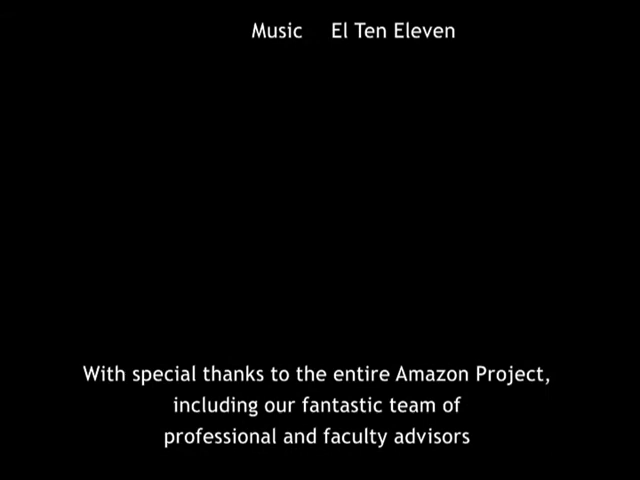 Music El Ten Eleven
With special thanks to the entire Amazon Project,
including our fantastic team of
professional and faculty advisors